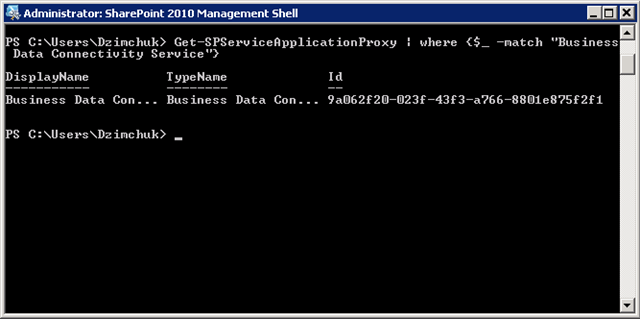 Administrator: SharePoint 2010 Management Shell
PS C:\Users\Dzimchuk> Get-SPServiceApplicationProxy | where {$_ -match "Business
 Data Connectivity Service"}
DisplayName          TypeName             Id
-----------          --------             --
Business Data Con... Business Data Con... 9a062f20-023f-43f3-a766-8801e875f2f1
PS C:\Users\Dzimchuk> _